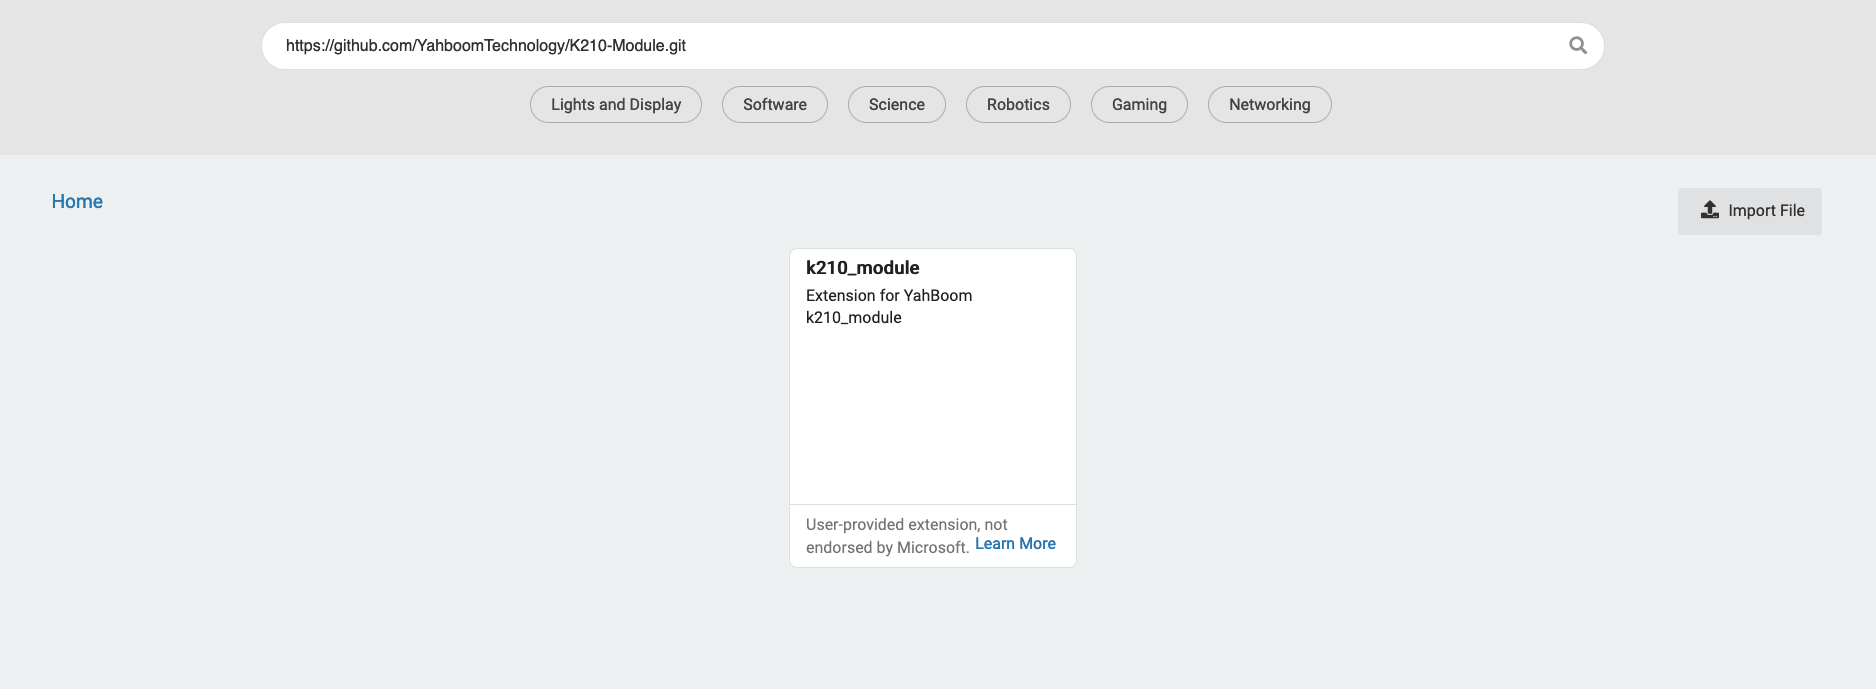 https://github.com/YahboomTechnology/K210-Module.git
Lights and Display
Software
Science
Robotics
Gaming
Networking
Home
Import File
k210_module
Extension for YahBoom
k210_module
User-provided extension, not
endorsed by Microsoft. Learn More